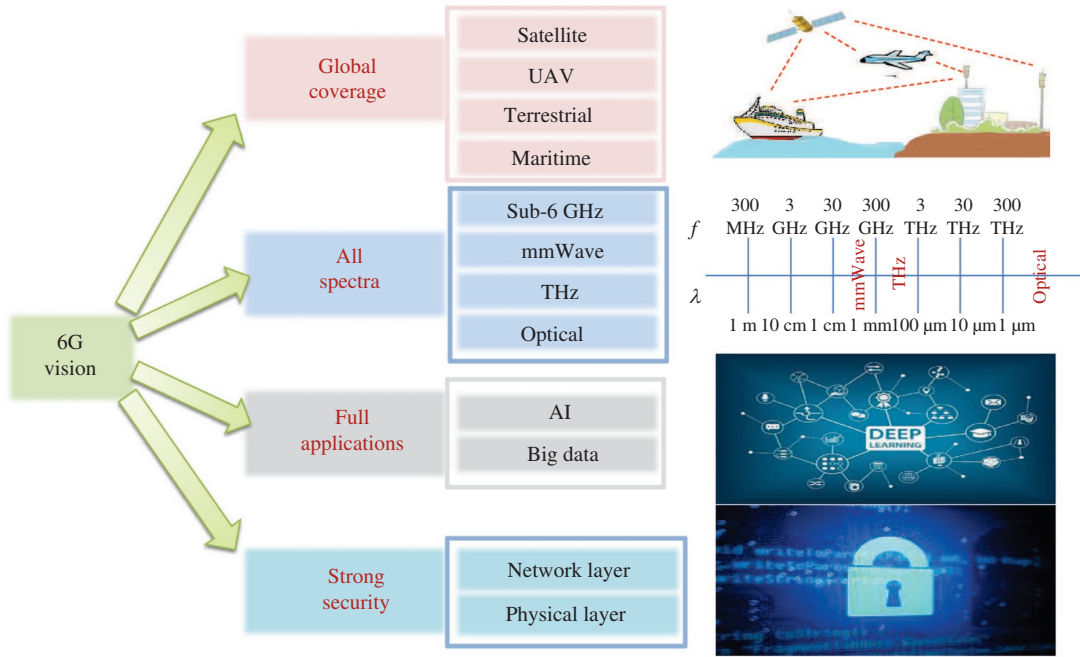 6G
vision
Global
coverage
Satellite
UAV
Terrestrial
Maritime
All
spectra
Sub-6 GHz
mmWave
THz
Optical
Full
applications
AI
Big data
Strong
security
Network layer
Physical layer
300 3 30 300 3 30 300
f MHz GHz GHz GHz THz THz THz
mmWave
THz
Optical
λ
1 m 10 cm 1 cm 1 mm 100 μm 10 μm 1 μm
DEEP
LEARNING